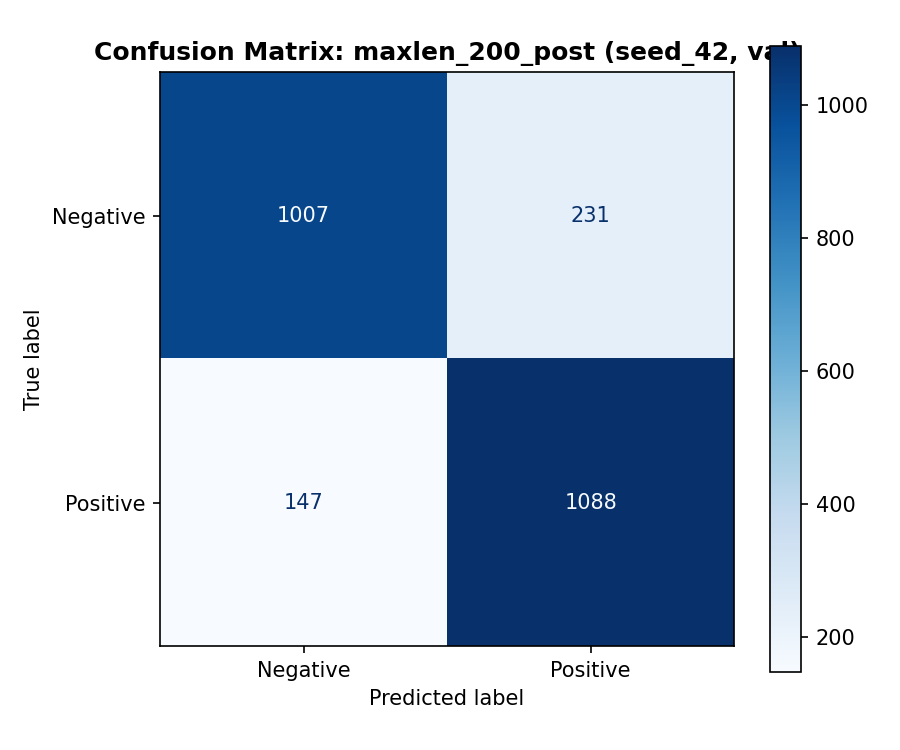 Confusion Matrix: maxlen_200_post (seed_42, val)
1000
Negative
1007
231
800
True label
600
Positive
147
1088
400
200
Negative
Positive
Predicted label